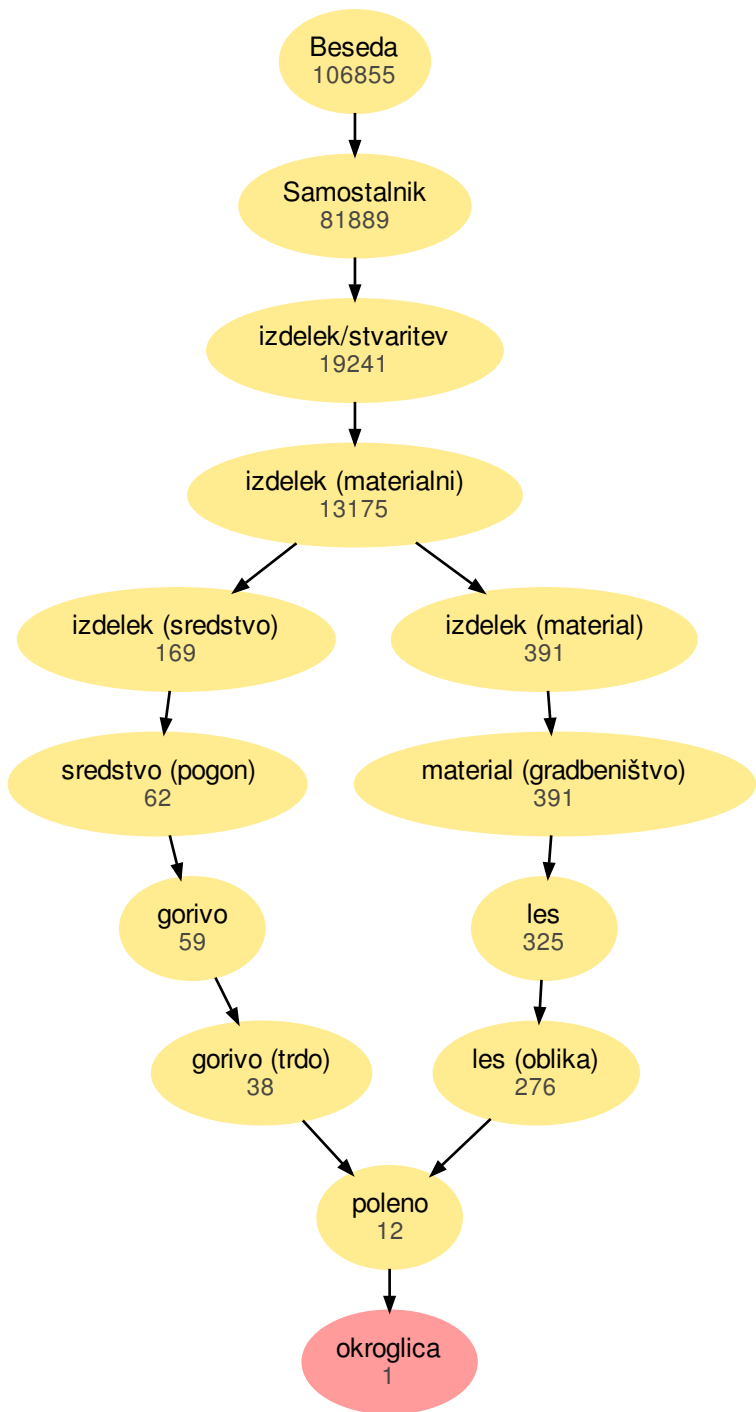 Beseda
106855
Samostalnik
81889
izdelek/stvaritev
19241
izdelek (materialni)
13175
izdelek (sredstvo)
169
izdelek (material)
391
sredstvo (pogon)
62
material (gradbeništvo)
391
gorivo
59
les
325
gorivo (trdo)
38
les (oblika)
276
poleno
12
okroglica
1